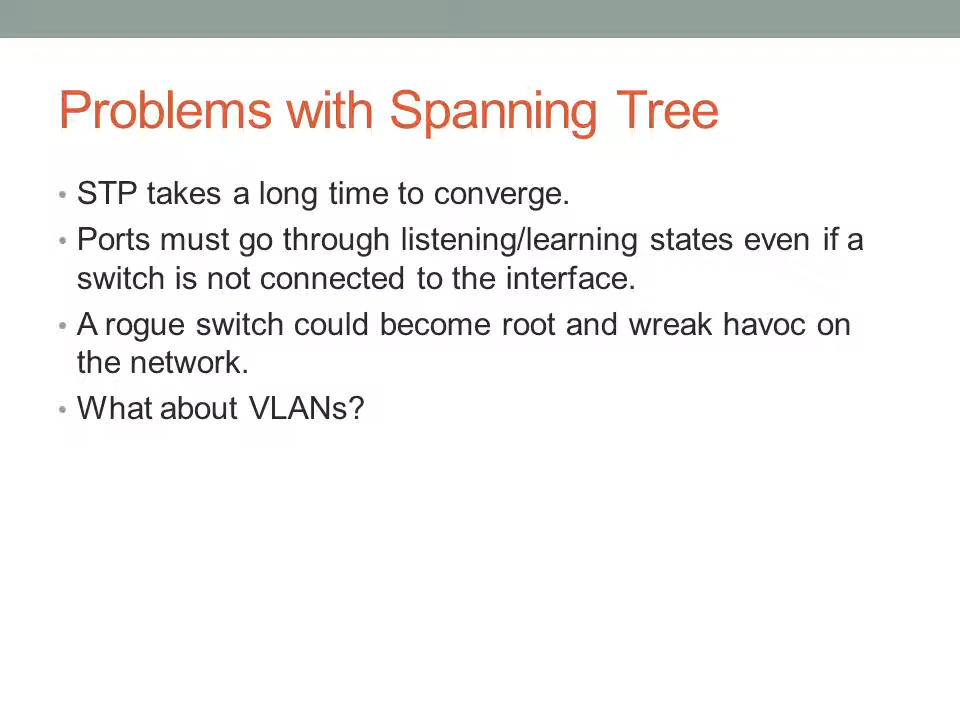 Problems with Spanning Tree
• STP takes a long time to converge.
• Ports must go through listening/learning states even if a
switch is not connected to the interface.
• A rogue switch could become root and wreak havoc on
the network.
• What about VLANs?